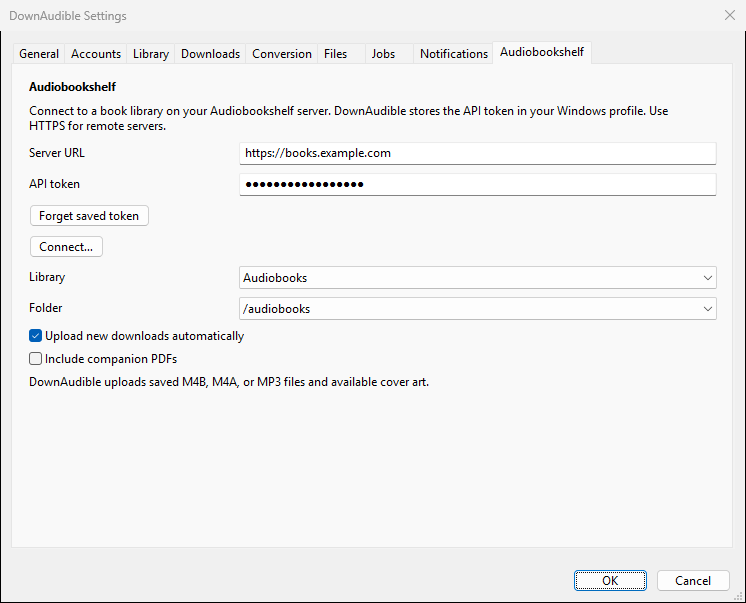 DownAudible Settings
General Accounts Library Downloads Conversion Files Jobs Notifications Audiobookshelf
Audiobookshelf
Connect to a book library on your Audiobookshelf server. DownAudible stores the API token in your Windows profile. Use
HTTPS for remote servers.
Server URL https://books.example.com
API token ●●●●●●●●●●●●●●●●●
Forget saved token
Connect...
Library Audiobooks
Folder /audiobooks
Upload new downloads automatically
Include companion PDFs
DownAudible uploads saved M4B, M4A, or MP3 files and available cover art.
OK Cancel